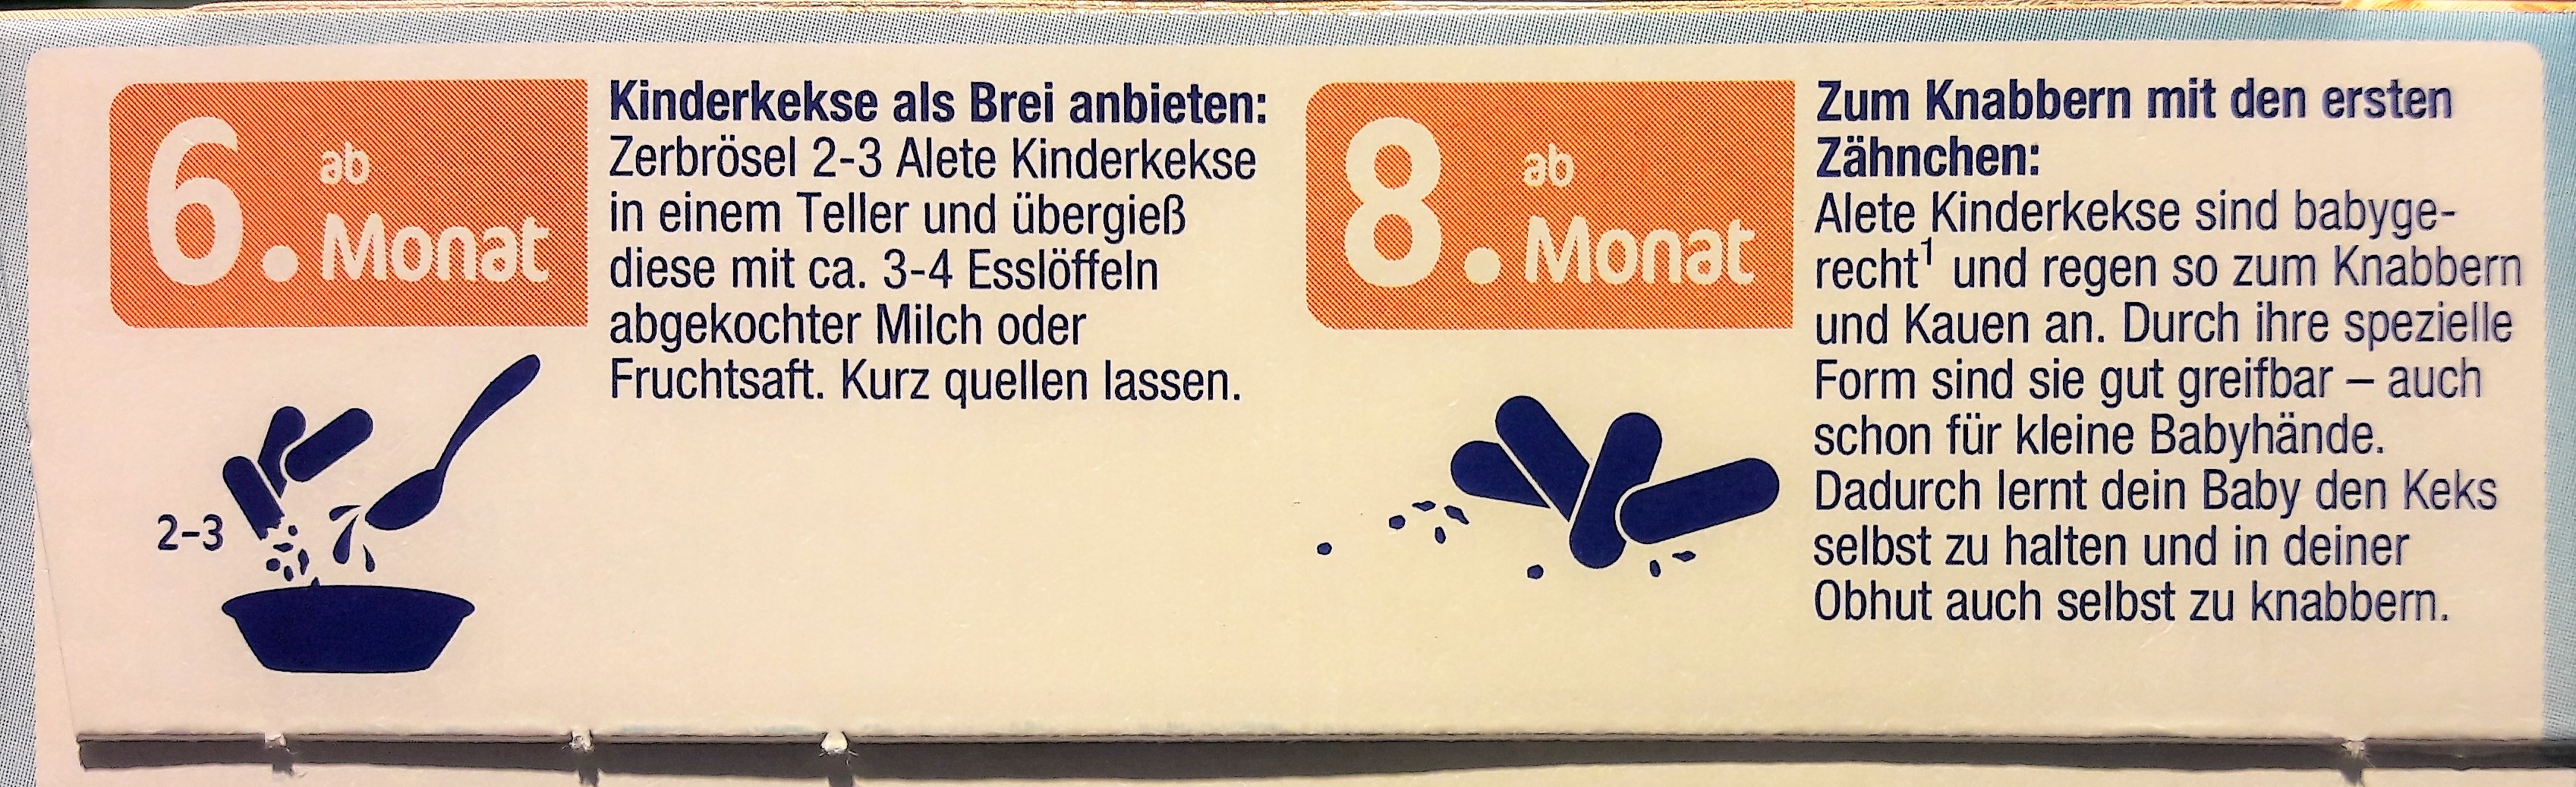 6. ab Monat
Kinderkekse als Brei anbieten:
Zerbrösel 2-3 Alete Kinderkekse
in einem Teller und übergieß
diese mit ca. 3-4 Esslöffeln
abgekochter Milch oder
Fruchtsaft. Kurz quellen lassen.
2-3
8. ab Monat
Zum Knabbern mit den ersten
Zähnchen:
Alete Kinderkekse sind babyge-
recht¹ und regen so zum Knabbern
und Kauen an. Durch ihre spezielle
Form sind sie gut greifbar – auch
schon für kleine Babyhände.
Dadurch lernt dein Baby den Keks
selbst zu halten und in deiner
Obhut auch selbst zu knabbern.